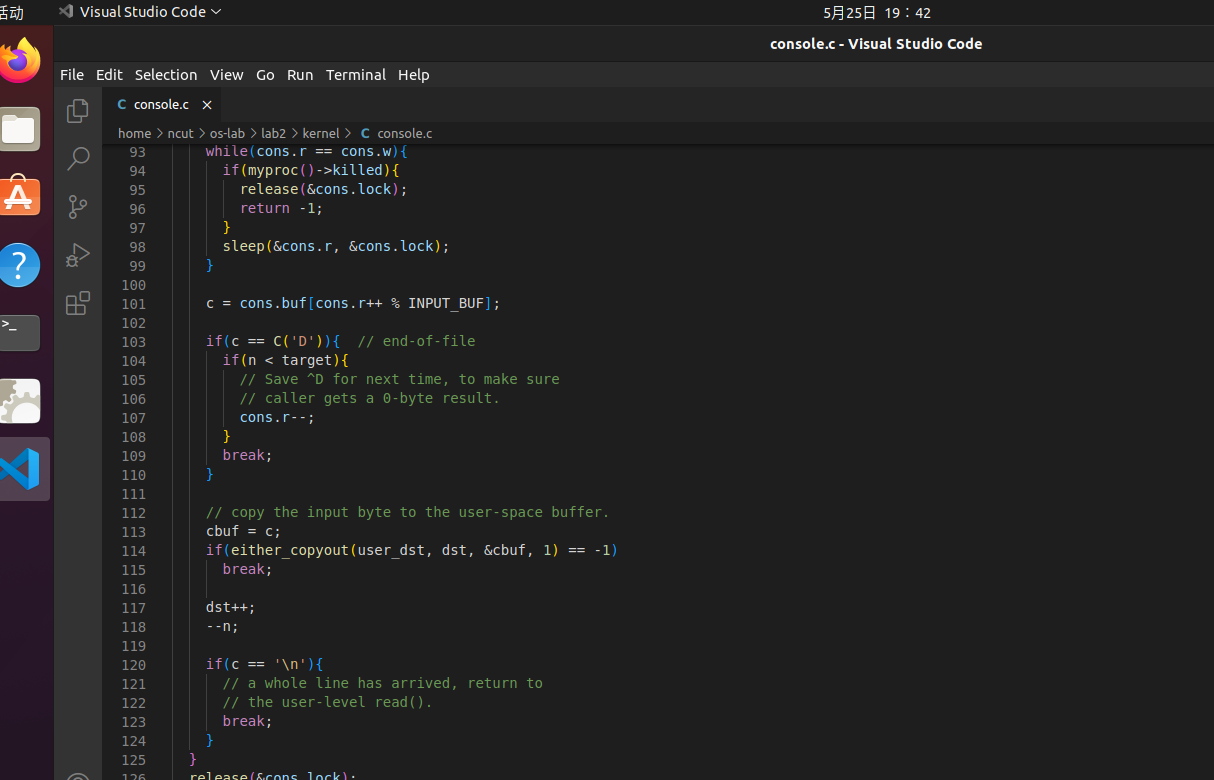 活动 Visual Studio Code 5月25日 19：42
console.c - Visual Studio Code
File Edit Selection View Go Run Terminal Help
C console.c ×
home > ncut > os-lab > lab2 > kernel > C console.c
93 while(cons.r == cons.w){
94 if(myproc()->killed){
95 release(&cons.lock);
96 return -1;
97 }
98 sleep(&cons.r, &cons.lock);
99 }
100
101 c = cons.buf[cons.r++ % INPUT_BUF];
102
103 if(c == C('D')){  // end-of-file
104 if(n < target){
105 // Save ^D for next time, to make sure
106 // caller gets a 0-byte result.
107 cons.r--;
108 }
109 break;
110 }
111
112 // copy the input byte to the user-space buffer.
113 cbuf = c;
114 if(either_copyout(user_dst, dst, &cbuf, 1) == -1)
115 break;
116
117 dst++;
118 --n;
119
120 if(c == '\n'){
121 // a whole line has arrived, return to
122 // the user-level read().
123 break;
124 }
125 }
126 release(&cons.lock);